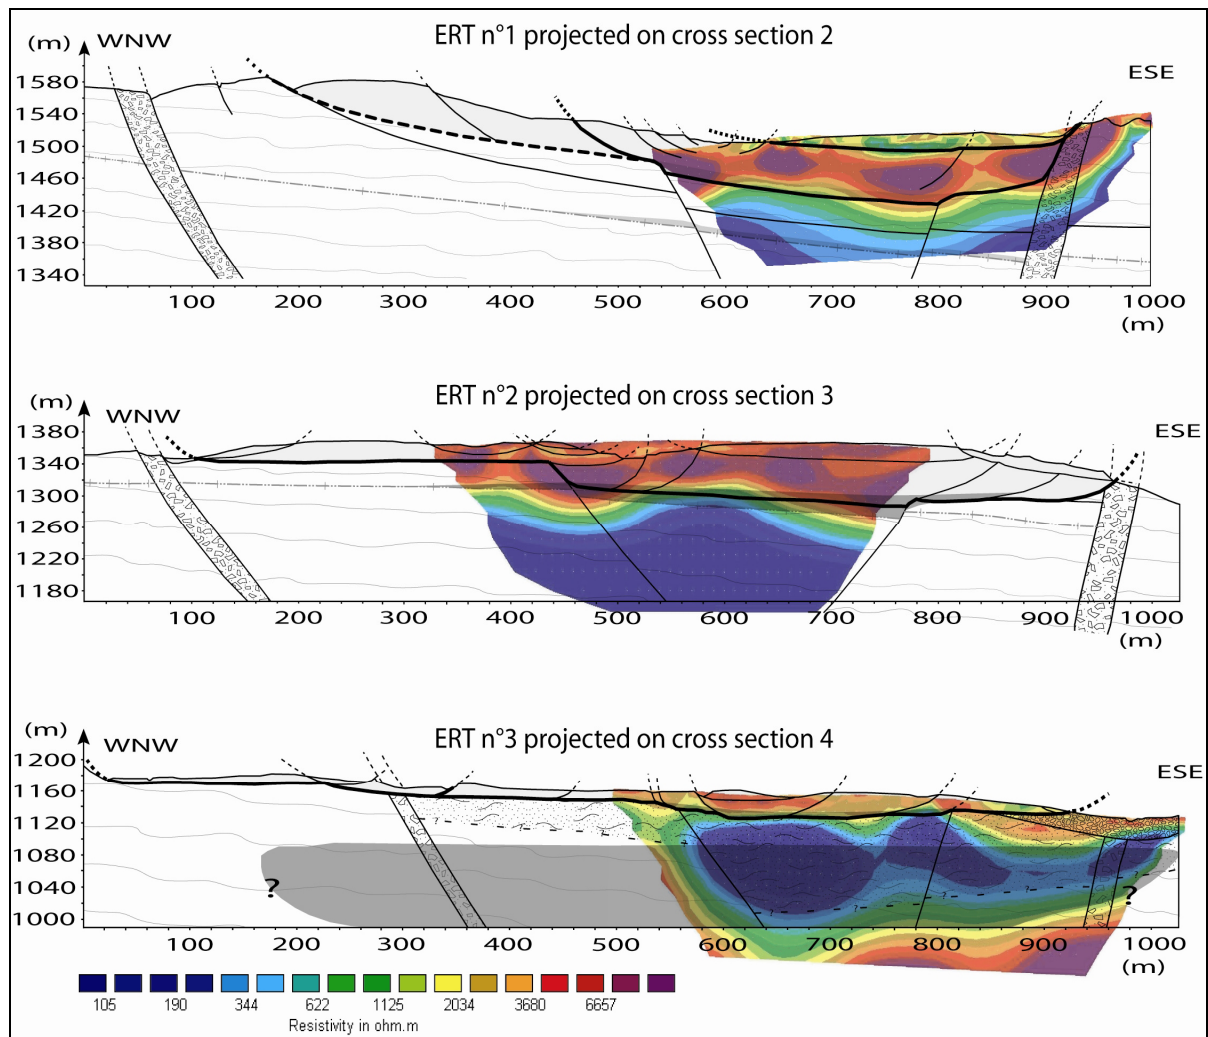 ERT n°1 projected on cross section 2
(m) WNW
ESE
1580
1540
1500
1460
1420
1380
1340
100 200 300 400 500 600 700 800 900 1000
(m)
ERT n°2 projected on cross section 3
(m) WNW
ESE
1380
1340
1300
1260
1220
1180
100 200 300 400 500 600 700 800 900 1000
(m)
ERT n°3 projected on cross section 4
(m) WNW
ESE
1200
1160
1120
1080
1040
1000
? ? ? ?
? ? ? ? ?
100 200 300 400 500 600 700 800 900 1000
(m)
105 190 344 622 1125 2034 3680 6657
Resistivity in ohm.m